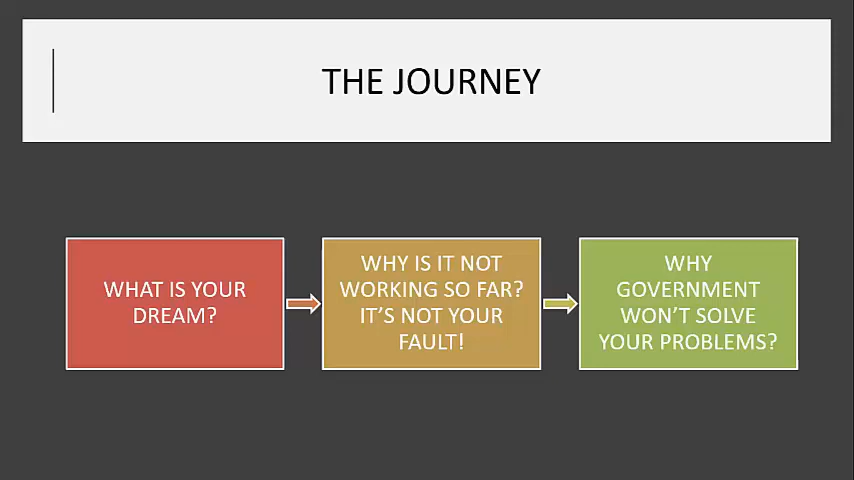 THE JOURNEY
WHAT IS YOUR
DREAM?
WHY IS IT NOT
WORKING SO FAR?
IT’S NOT YOUR
FAULT!
WHY
GOVERNMENT
WON’T SOLVE
YOUR PROBLEMS?